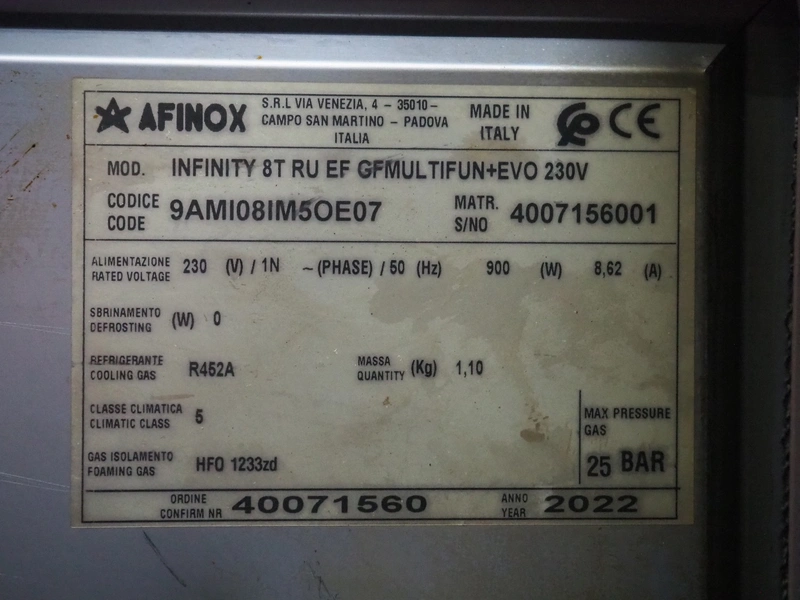 AFINOX
S.R.L VIA VENEZIA, 4 – 35010 –
CAMPO SAN MARTINO – PADOVA
ITALIA
MADE IN
ITALY
CE
MOD. INFINITY 8T RU EF GFMULTIFUN+EVO 230V
CODICE
CODE
9AMI08IM5OE07
MATR.
S/NO
4007156001
ALIMENTAZIONE
RATED VOLTAGE
230 (V) / 1N ~ (PHASE) / 50 (Hz) 900 (W) 8,62 (A)
SBRINAMENTO
DEFROSTING
(W) 0
REFRIGERANTE
COOLING GAS
R452A
MASSA
QUANTITY
(Kg) 1,10
CLASSE CLIMATICA
CLIMATIC CLASS
5
GAS ISOLAMENTO
FOAMING GAS
HFO 1233zd
MAX PRESSURE
GAS
25 BAR
ORDINE
CONFIRM NR
40071560
ANNO
YEAR
2022